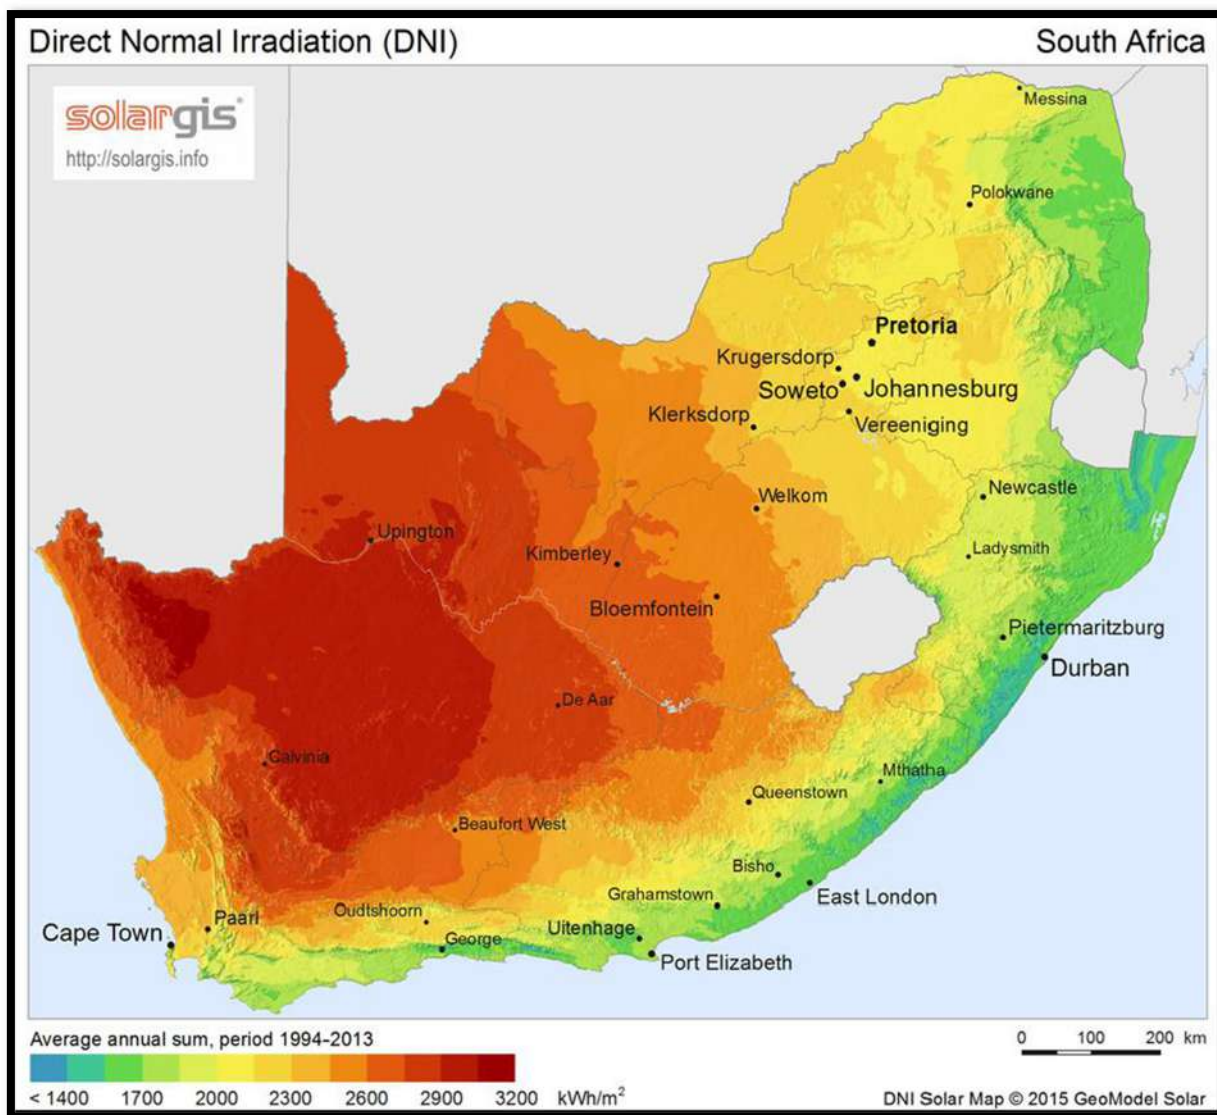 Direct Normal Irradiation (DNI)
South Africa
solargis®
http://solargis.info
Messina
Polokwane
Pretoria
Krugersdorp
Soweto
Johannesburg
Klerksdorp
Vereeniging
Welkom
Newcastle
Upington
Kimberley
Ladysmith
Bloemfontein
Pietermaritzburg
Durban
De Aar
Calvinia
Mthatha
Queenstown
Beaufort West
Bisho
East London
Grahamstown
Oudtshoorn
Paarl
Cape Town
George
Uitenhage
Port Elizabeth
Average annual sum, period 1994-2013
0 100 200 km
< 1400 1700 2000 2300 2600 2900 3200 kWh/m²
DNI Solar Map © 2015 GeoModel Solar